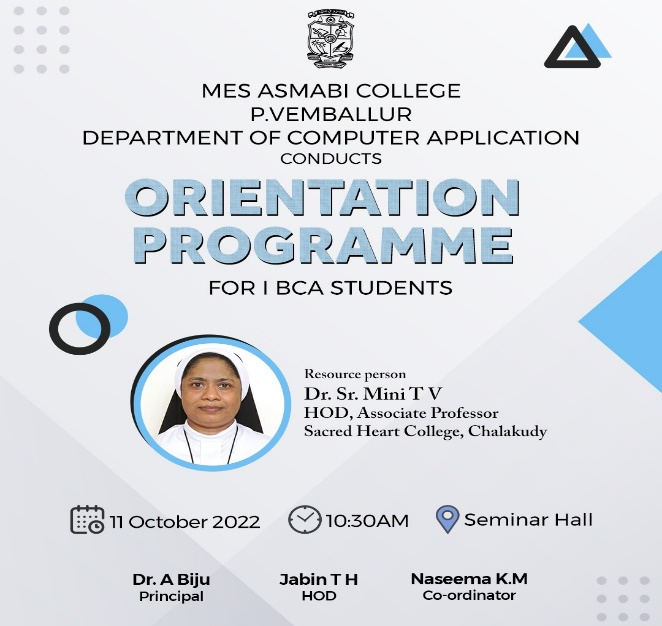 MES ASMABI COLLEGE
P.VEMBALLUR
DEPARTMENT OF COMPUTER APPLICATION
CONDUCTS
ORIENTATION
PROGRAMME
FOR I BCA STUDENTS
Resource person
Dr. Sr. Mini T V
HOD, Associate Professor
Sacred Heart College, Chalakudy
11 October 2022 10:30AM Seminar Hall
Dr. A Biju Jabin T H Naseema K.M
Principal HOD Co-ordinator